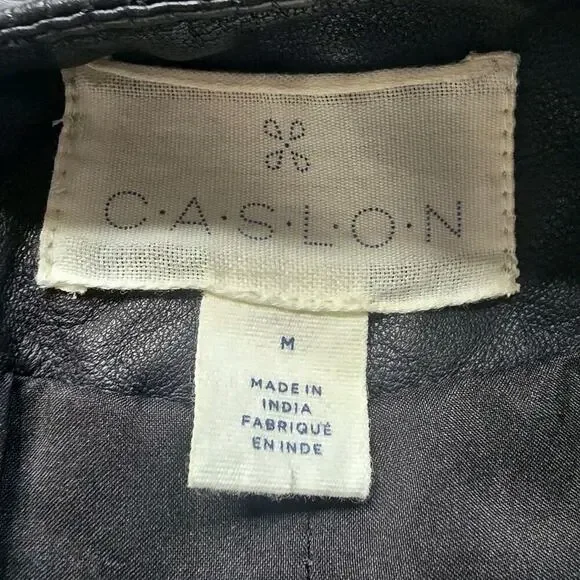 C·A·S·L·O·N
M
MADE IN
INDIA
FABRIQUÉ
EN INDE